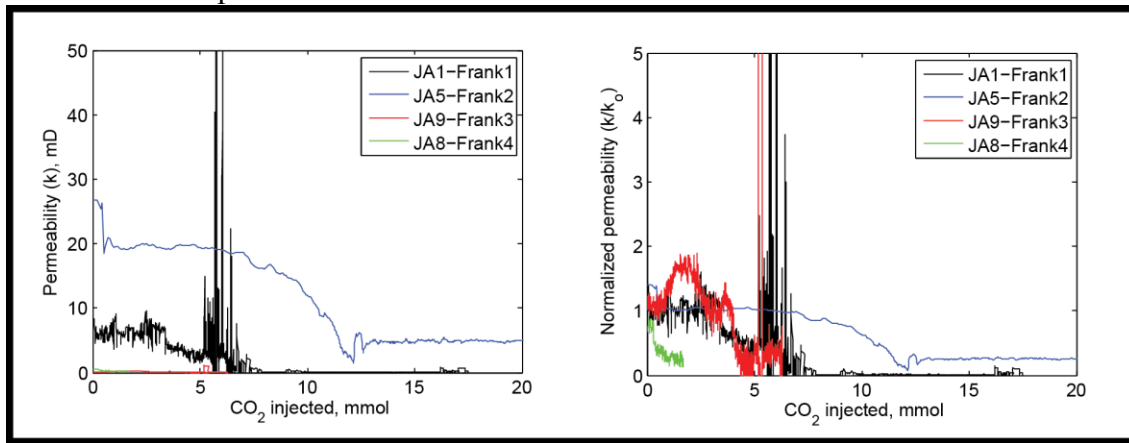 50
40
30
20
10
0
0
5
10
15
20
Permeability (k), mD
CO2 injected, mmol
JA1-Frank1
JA5-Frank2
JA9-Frank3
JA8-Frank4
5
4
3
2
1
0
0
5
10
15
20
Normalized permeability (k/ko)
CO2 injected, mmol
JA1-Frank1
JA5-Frank2
JA9-Frank3
JA8-Frank4